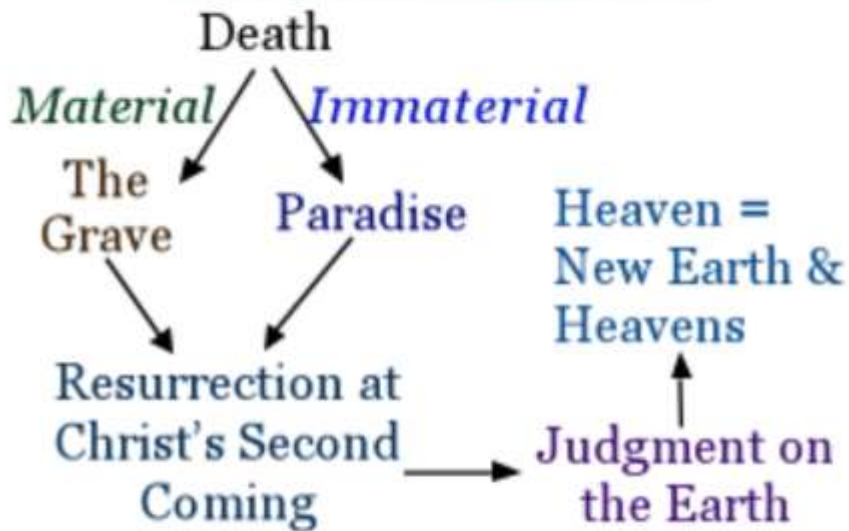 Death
Material
Immaterial
The
Grave
Paradise
Heaven =
New Earth &
Heavens
Resurrection at
Christ's Second
Coming
Judgment on
the Earth